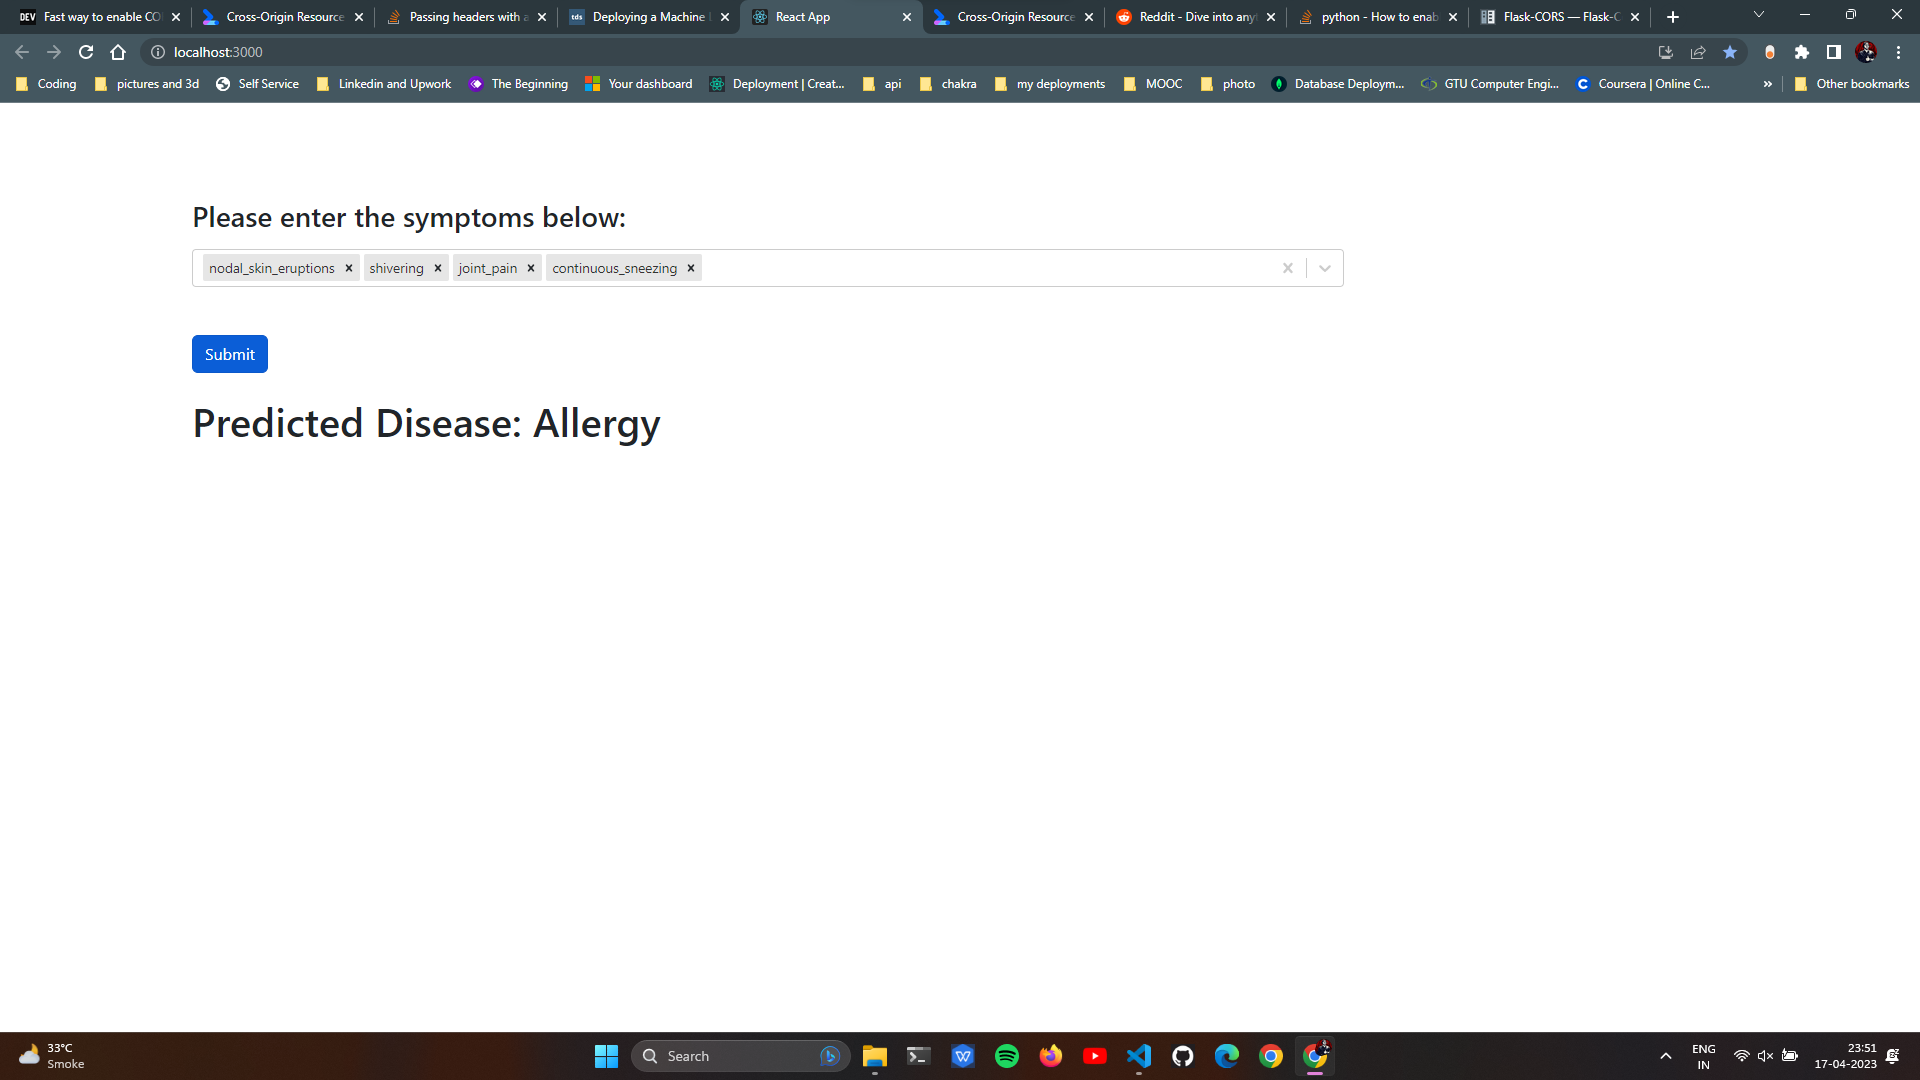 DEV Fast way to enable CO
Cross-Origin Resource
Passing headers with a
tds Deploying a Machine
React App
Cross-Origin Resource
Reddit - Dive into any
python - How to enab
Flask-CORS — Flask-C
localhost:3000
Coding pictures and 3d Self Service Linkedin and Upwork The Beginning Your dashboard Deployment | Creat... api chakra my deployments MOOC photo Database Deploym... GTU Computer Engi... Coursera | Online C... » Other bookmarks
Please enter the symptoms below:
nodal_skin_eruptions shivering joint_pain continuous_sneezing
Submit
Predicted Disease: Allergy
33°C
Smoke
Search
ENG
IN
23:51
17-04-2023